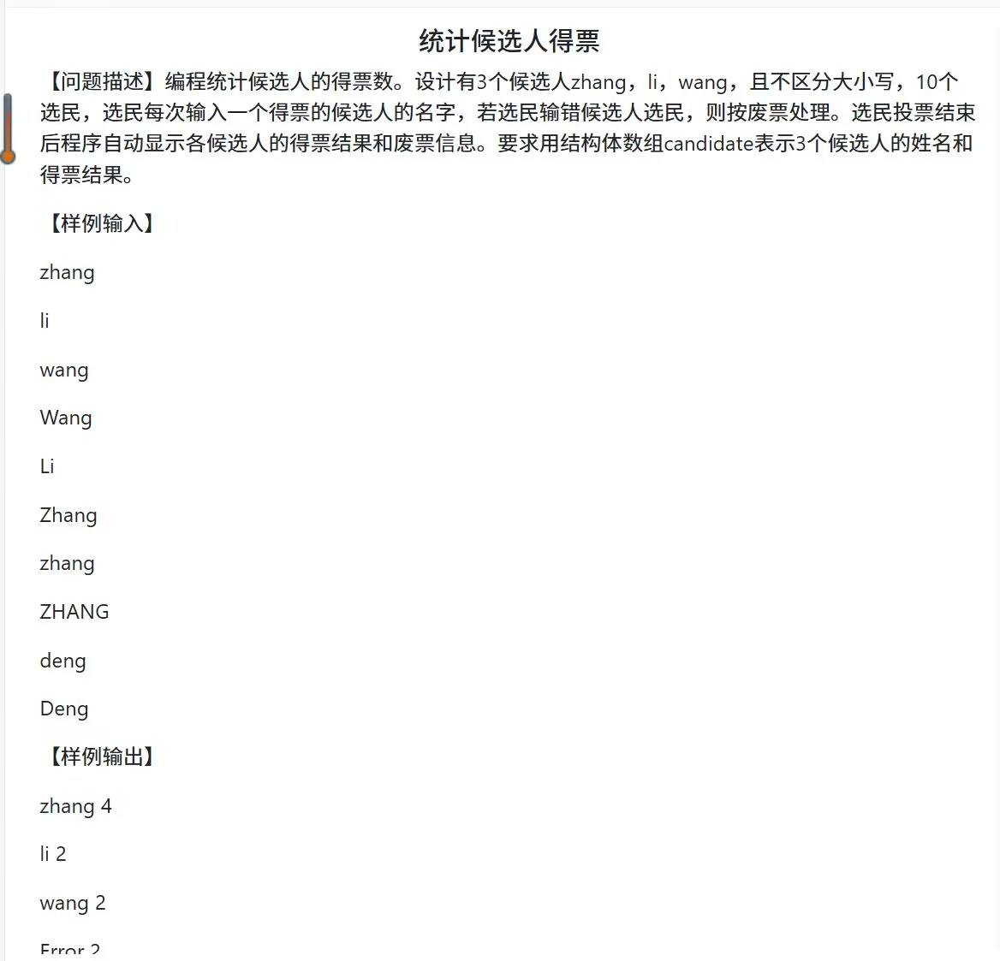 统计候选人得票
【问题描述】编程统计候选人的得票数。设计有3个候选人zhang，li，wang，且不区分大小写，10个
选民，选民每次输入一个得票的候选人的名字，若选民输错候选人选民，则按废票处理。选民投票结束
后程序自动显示各候选人的得票结果和废票信息。要求用结构体数组candidate表示3个候选人的姓名和
得票结果。
【样例输入】
zhang
li
wang
Wang
Li
Zhang
zhang
ZHANG
deng
Deng
【样例输出】
zhang 4
li 2
wang 2
Error 2